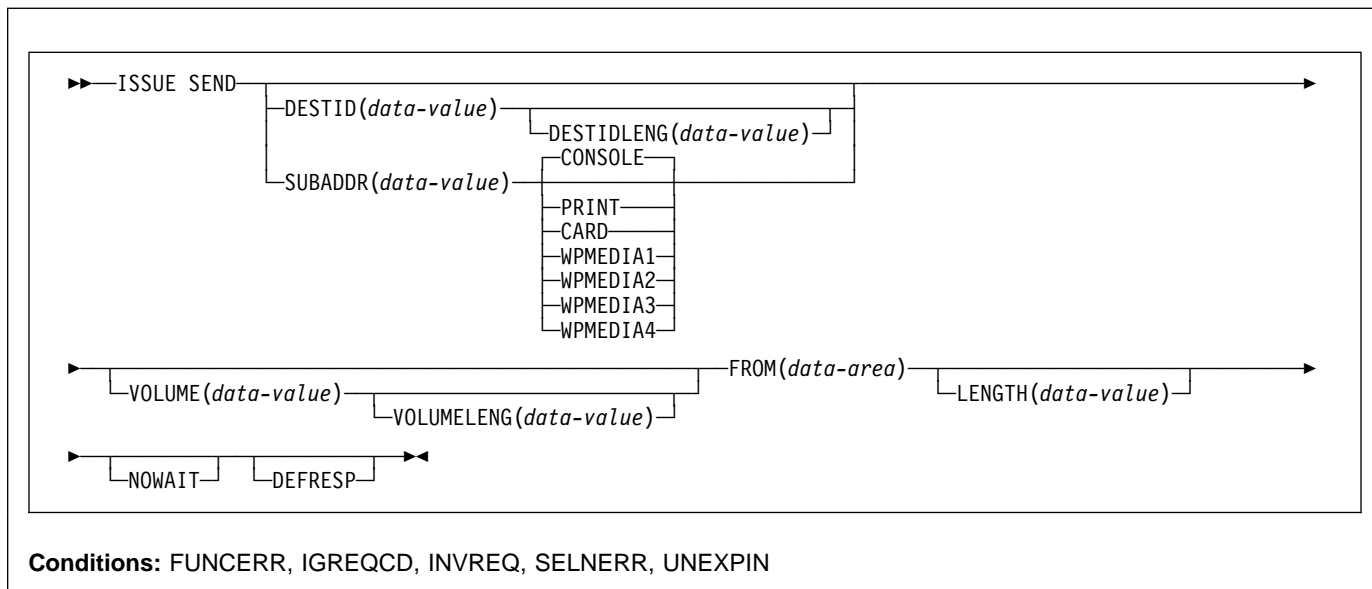 ISSUE SEND
DESTID(data-value)
DESTIDLENG(data-value)
CONSOLE
SUBADDR(data-value)
PRINT
CARD
WPMEDIA1
WPMEDIA2
WPMEDIA3
WPMEDIA4
FROM(data-area)
VOLUME(data-value)
LENGTH(data-value)
VOLUMELENG(data-value)
NOWAIT
DEFRESP
Conditions: FUNCERR, IGREQCD, INVREQ, SELNERR, UNEXPIN